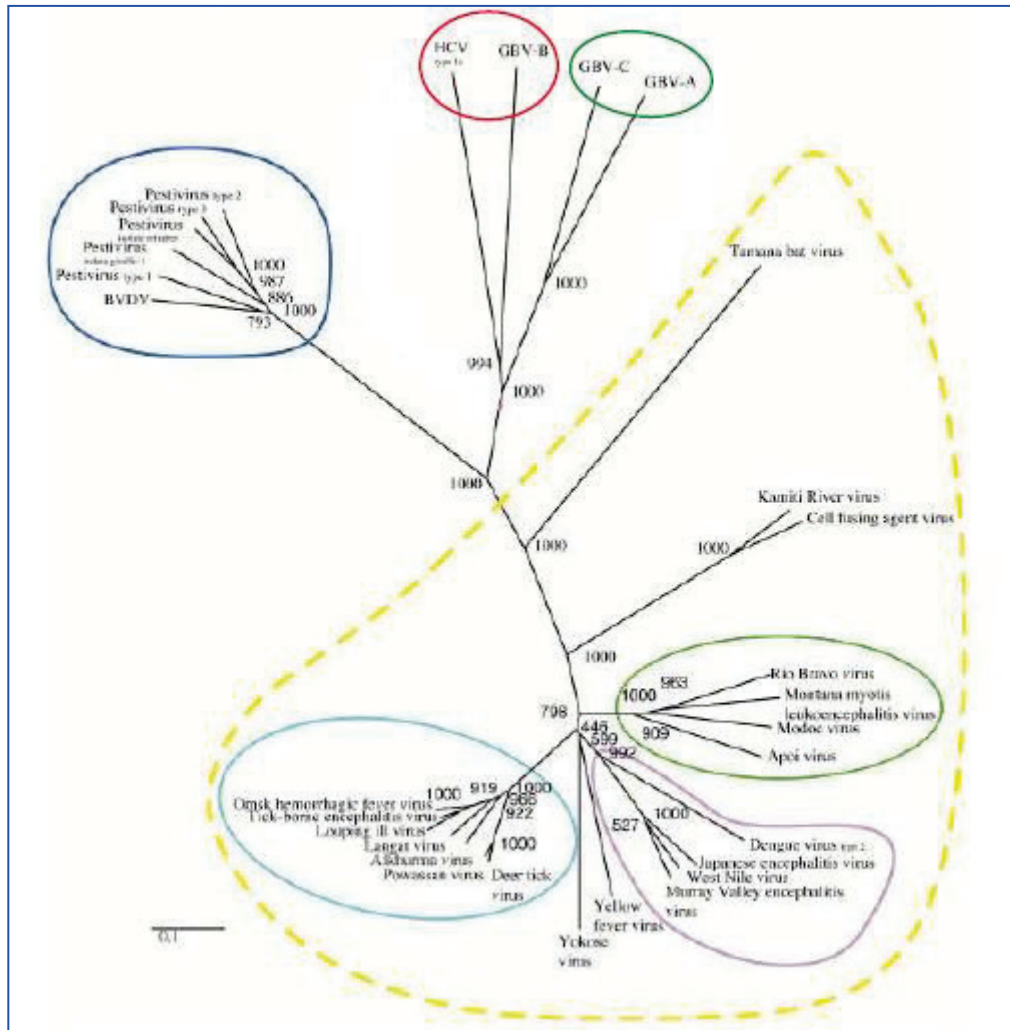 HCV
type 1a
GBV-B
GBV-C
GBV-A
Pestivirus type 2
Pestivirus type 3
Pestivirus
Pestivirus
Pestivirus type 1
BVDV
1000
987
886
1000
793
Tamana bat virus
1000
994
1000
1000
1000
Kamiti River virus
Cell fusing agent virus
1000
1000
Rio Bravo virus
963
1000
Montana myotis
leukoencephalitis virus
Modoc virus
909
Apoi virus
798
446
599
992
1000
919
1000
965
922
Omsk hemorrhagic fever virus
Tick-borne encephalitis virus
Louping ill virus
Langat virus
Alkhurma virus
Powassan virus
1000
Deer tick
virus
527
1000
Dengue virus type 2
Japanese encephalitis virus
West Nile virus
Murray Valley encephalitis
virus
Yellow
fever virus
Yokose
virus
0.1